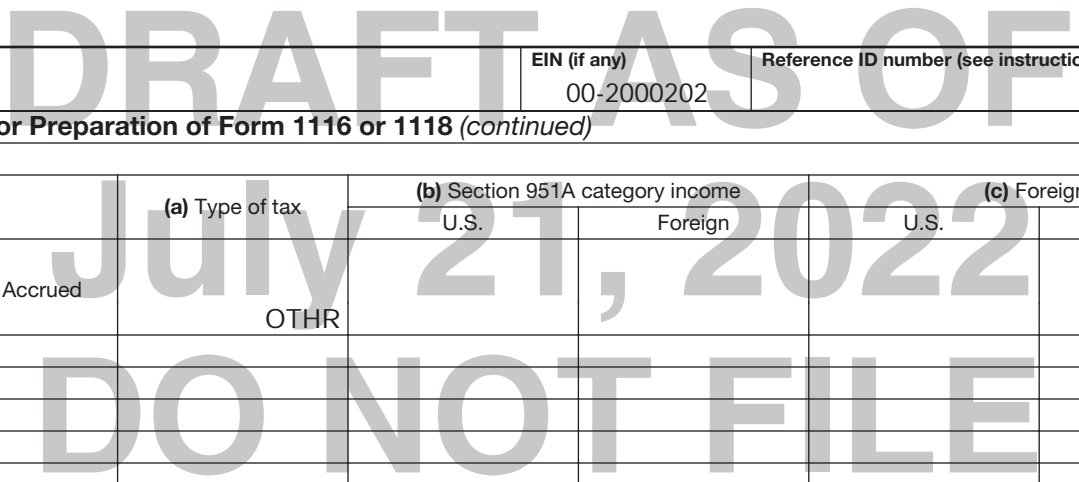 DRAFT AS OF
EIN (if any) Reference ID number (see instructio
00-2000202
or Preparation of Form 1116 or 1118 (continued)
July 21, 2022
(a) Type of tax (b) Section 951A category income (c) Foreign
U.S. Foreign U.S.
Accrued
OTHR
DO NOT FILE